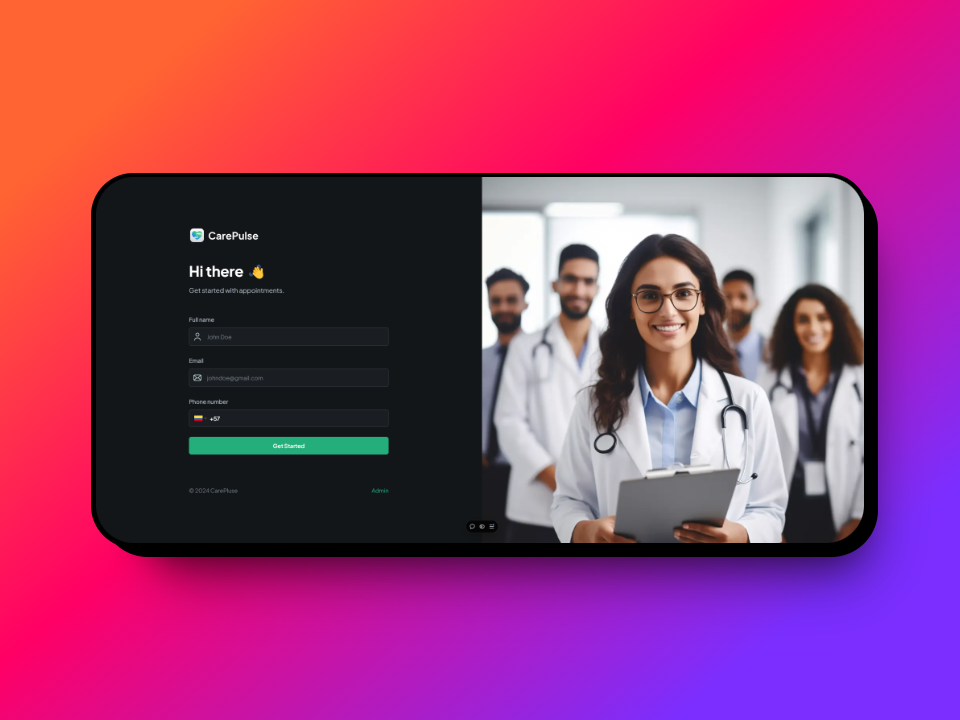 CarePulse
Hi there 👋
Get started with appointments.
Full name
John Doe
Email
johndoe@gmail.com
Phone number
+57
Get Started
© 2024 CarePluse
Admin